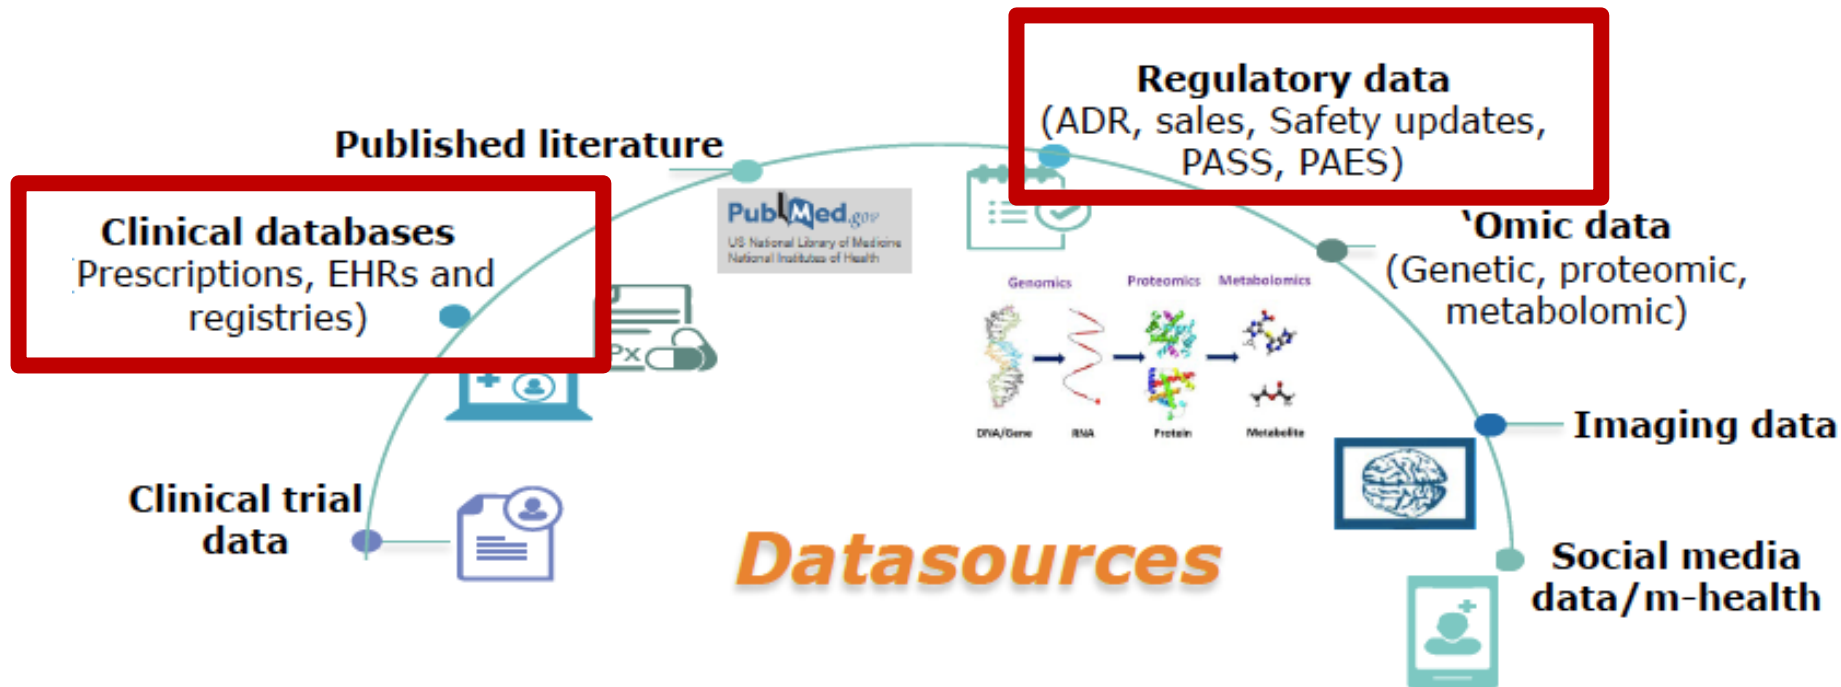 Regulatory data
(ADR, sales, Safety updates,
PASS, PAES)
Published literature
Clinical databases
Prescriptions, EHRs and
registries)
PubMed.gov
US National Library of Medicine
National Institutes of Health
'Omic data
(Genetic, proteomic,
metabolomic)
Genomics Proteomics Metabolomics
Px
DNA/Gene RNA Protein Metabolite
Imaging data
Clinical trial
data
Datasources
Social media
data/m-health